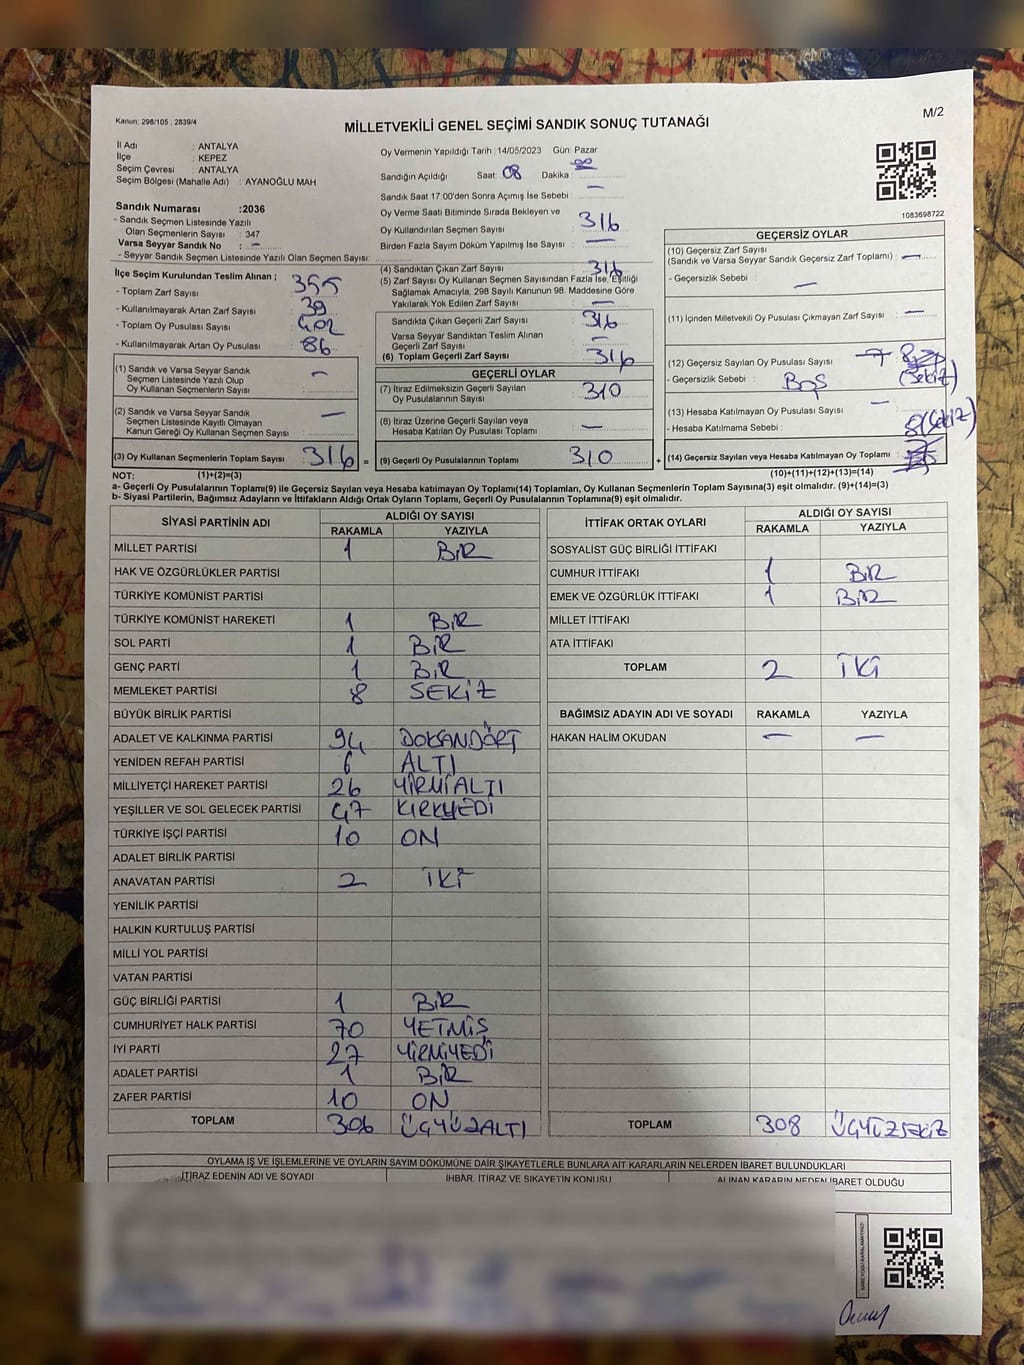 Kanun: 298/105 , 2839/4
M/2
MİLLETVEKİLİ GENEL SEÇİMİ SANDIK SONUÇ TUTANAĞI
İl Adı : ANTALYA
İlçe : KEPEZ
Seçim Çevresi : ANTALYA
Seçim Bölgesi (Mahalle Adı) : AYANOĞLU MAH
Sandık Numarası :2036
- Sandık Seçmen Listesinde Yazılı
Olan Seçmenlerin Sayısı : 347
Varsa Seyyar Sandık No : -
- Seyyar Sandık Seçmen Listesinde Yazılı Olan Seçmenlerin Sayısı:
Oy Vermenin Yapıldığı Tarih :14/05/2023 Gün: Pazar
Sandığın Açıldığı Saat: 08 Dakika : 00
Sandık Saat 17:00'den Sonra Açımış İse Sebebi : —
Oy Verme Saati Bitiminde Sırada Bekleyen ve
Oy Kullandırılan Seçmen Sayısı : 316
Birden Fazla Sayım Döküm Yapılmış İse Sayısı : —
1083698722
İlçe Seçim Kurulundan Teslim Alınan ;
- Toplam Zarf Sayısı : 355
- Kullanılmayarak Artan Zarf Sayısı : 39
- Toplam Oy Pusulası Sayısı : 402
- Kullanılmayarak Artan Oy Pusulası : 86
(4) Sandıktan Çıkan Zarf Sayısı : 316
(5) Zarf Sayısı Oy Kullanan Seçmen Sayısından Fazla İse, Eşitliği
Sağlamak Amacıyla, 298 Sayılı Kanunun 98. Maddesine Göre
Yakılarak Yok Edilen Zarf Sayısı : —
Sandıkta Çıkan Geçerli Zarf Sayısı : 316
Varsa Seyyar Sandıktan Teslim Alınan
Geçerli Zarf Sayısı : —
(6) Toplam Geçerli Zarf Sayısı 316
GEÇERSİZ OYLAR
(10) Geçersiz Zarf Sayısı
(Sandık ve Varsa Seyyar Sandık Geçersiz Zarf Toplamı) : —
- Geçersizlik Sebebi : —
(11) İçinden Milletvekili Oy Pusulası Çıkmayan Zarf Sayısı : —
(12) Geçersiz Sayılan Oy Pusulası Sayısı : 7 8
- Geçersizlik Sebebi : BOŞ (Sekiz)
(13) Hesaba Katılmayan Oy Pusulası Sayısı : —
- Hesaba Katılmama Sebebi : 8 (Sekiz)
(14) Geçersiz Sayılan veya Hesaba Katılmayan Oy Toplamı :
(10)+(11)+(12)+(13)=(14)
(1) Sandık ve Varsa Seyyar Sandık
Seçmen Listesinde Yazılı Olup
Oy Kullanan Seçmenlerin Sayısı : —
(2) Sandık ve Varsa Seyyar Sandık
Seçmen Listesinde Kayıtlı Olmayan
Kanun Gereği Oy Kullanan Seçmen Sayısı : —
(3) Oy Kullanan Seçmenlerin Toplam Sayısı : 316 =
GEÇERLİ OYLAR
(7) İtiraz Edilmeksizin Geçerli Sayılan
Oy Pusulalarının Sayısı : 310
(8) İtiraz Üzerine Geçerli Sayılan veya
Hesaba Katılan Oy Pusulası Toplamı : —
(9) Geçerli Oy Pusulalarının Toplamı : 310 +
NOT: (1)+(2)=(3)
a- Geçerli Oy Pusulalarının Toplamı(9) ile Geçersiz Sayılan veya Hesaba katılmayan Oy Toplamı(14) Toplamları, Oy Kullanan Seçmenlerin Toplam Sayısına(3) eşit olmalıdır. (9)+(14)=(3)
b- Siyasi Partilerin, Bağımsız Adayların ve İttifakların Aldığı Ortak Oyların Toplamı, Geçerli Oy Pusulalarının Toplamına(9) eşit olmalıdır.
SİYASİ PARTİNİN ADI ALDIĞI OY SAYISI
RAKAMLA YAZIYLA
MİLLET PARTİSİ 1 BİR
HAK VE ÖZGÜRLÜKLER PARTİSİ
TÜRKİYE KOMÜNİST PARTİSİ
TÜRKİYE KOMÜNİST HAREKETİ 1 BİR
SOL PARTİ 1 BİR
GENÇ PARTİ 1 BİR
MEMLEKET PARTİSİ 8 SEKİZ
BÜYÜK BİRLİK PARTİSİ
ADALET VE KALKINMA PARTİSİ 94 DOKSANDÖRT
YENİDEN REFAH PARTİSİ 6 ALTI
MİLLİYETÇİ HAREKET PARTİSİ 26 YİRMİALTI
YEŞİLLER VE SOL GELECEK PARTİSİ 47 KIRKYEDİ
TÜRKİYE İŞÇİ PARTİSİ 10 ON
ADALET BİRLİK PARTİSİ
ANAVATAN PARTİSİ 2 İKİ
YENİLİK PARTİSİ
HALKIN KURTULUŞ PARTİSİ
MİLLİ YOL PARTİSİ
VATAN PARTİSİ
GÜÇ BİRLİĞİ PARTİSİ 1 BİR
CUMHURİYET HALK PARTİSİ 70 YETMİŞ
İYİ PARTİ 27 YİRMİYEDİ
ADALET PARTİSİ 1 BİR
ZAFER PARTİSİ 10 ON
TOPLAM 306 ÜÇYÜZALTI
İTTİFAK ORTAK OYLARI ALDIĞI OY SAYISI
RAKAMLA YAZIYLA
SOSYALİST GÜÇ BİRLİĞİ İTTİFAKI
CUMHUR İTTİFAKI 1 BİR
EMEK VE ÖZGÜRLÜK İTTİFAKI 1 BİR
MİLLET İTTİFAKI
ATA İTTİFAKI
TOPLAM 2 İKİ
BAĞIMSIZ ADAYIN ADI VE SOYADI RAKAMLA YAZIYLA
HAKAN HALİM OKUDAN — —
TOPLAM 308 ÜÇYÜZSEKİZ
OYLAMA İŞ VE İŞLEMLERİNE VE OYLARIN SAYIM DÖKÜMÜNE DAİR ŞİKAYETLERLE BUNLARA AİT KARARLARIN NELERDEN İBARET BULUNDUKLARI
İTİRAZ EDENİN ADI VE SOYADI İHBAR, İTİRAZ VE ŞİKAYETİN KONUSU ALINAN KARARIN NEDEN İBARET OLDUĞU